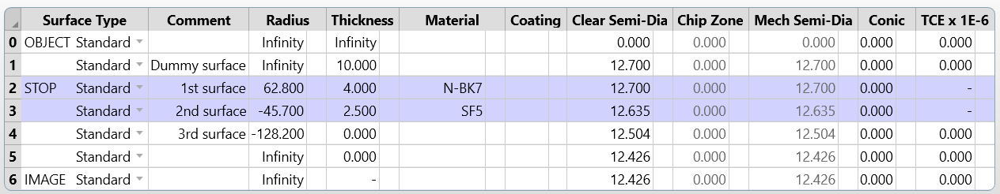 Surface Type Comment Radius Thickness Material Coating Clear Semi-Dia Chip Zone Mech Semi-Dia Conic TCE x 1E-6
0 OBJECT Standard Infinity Infinity 0.000 0.000 0.000 0.000 0.000
1 Standard Dummy surface Infinity 10.000 12.700 0.000 12.700 0.000 0.000
2 STOP Standard 1st surface 62.800 4.000 N-BK7 12.700 0.000 12.700 0.000 -
3 Standard 2nd surface -45.700 2.500 SF5 12.635 0.000 12.635 0.000 -
4 Standard 3rd surface -128.200 0.000 12.504 0.000 12.504 0.000 0.000
5 Standard Infinity 0.000 12.426 0.000 12.426 0.000 0.000
6 IMAGE Standard Infinity - 12.426 0.000 12.426 0.000 0.000